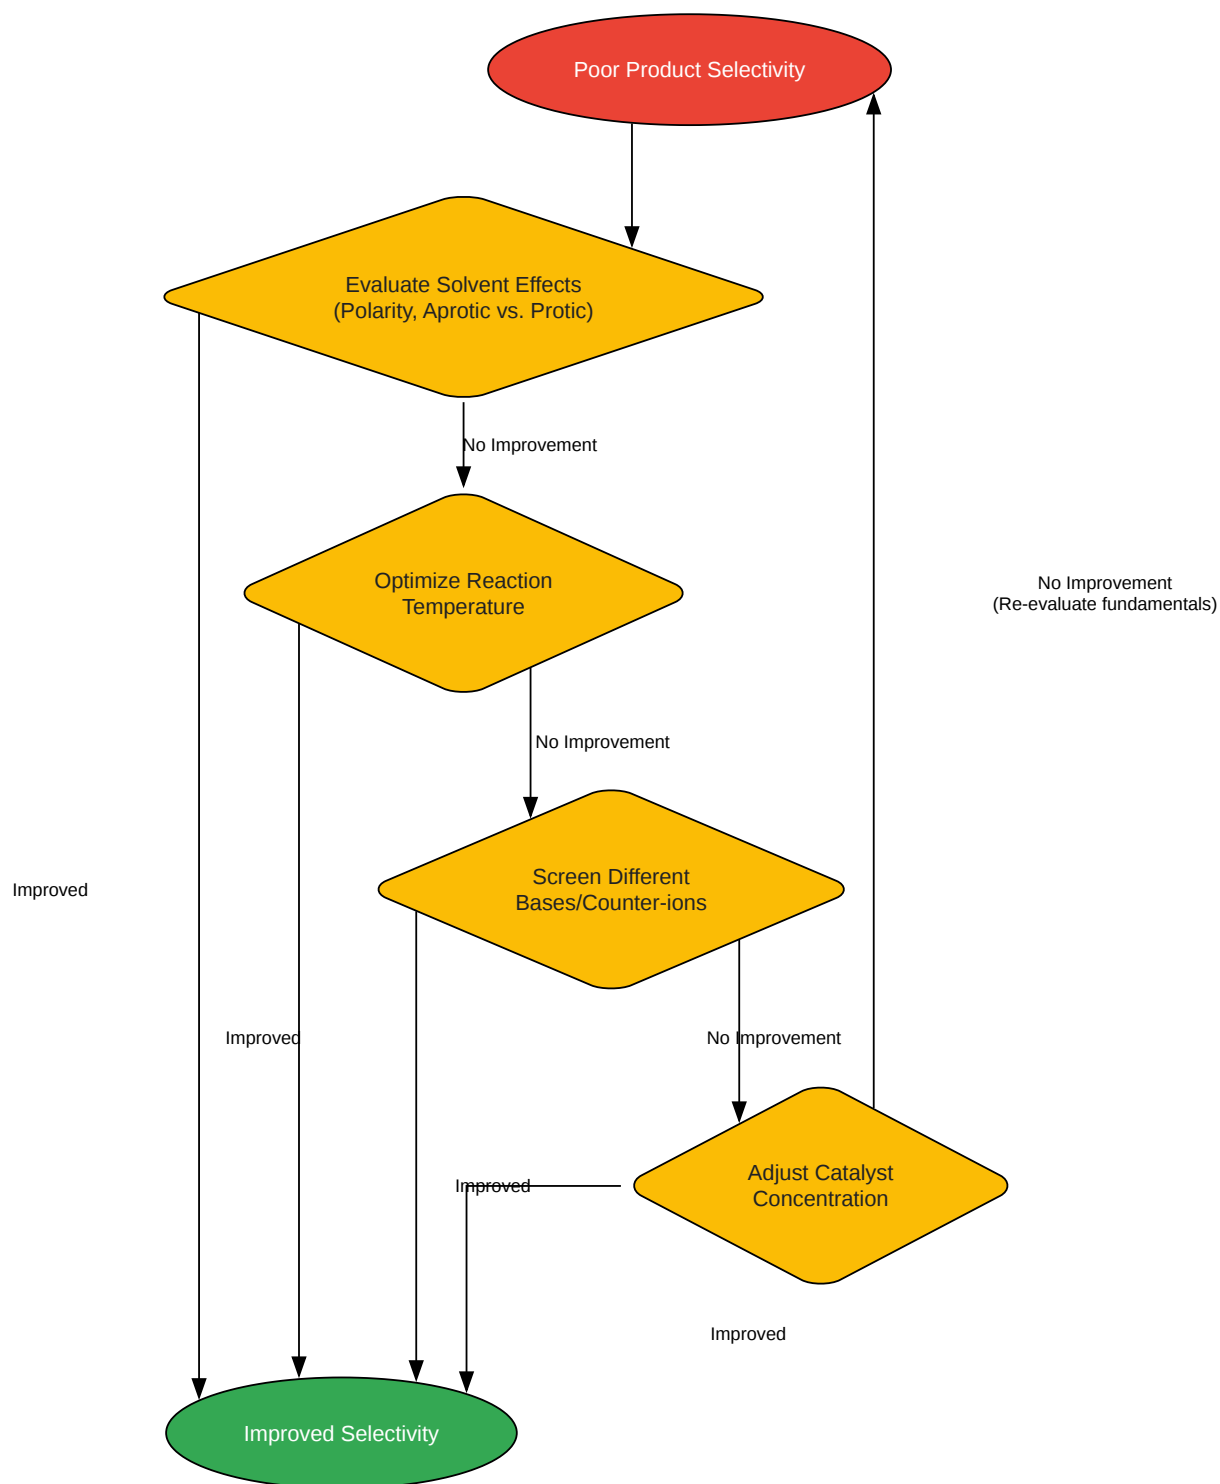 Poor Product Selectivity
Evaluate Solvent Effects
(Polarity, Aprotic vs. Protic)
No Improvement
Optimize Reaction
Temperature
No Improvement
(Re-evaluate fundamentals)
No Improvement
Screen Different
Bases/Counter-ions
Improved
Improved
No Improvement
Adjust Catalyst
Concentration
Improved
Improved
Improved Selectivity